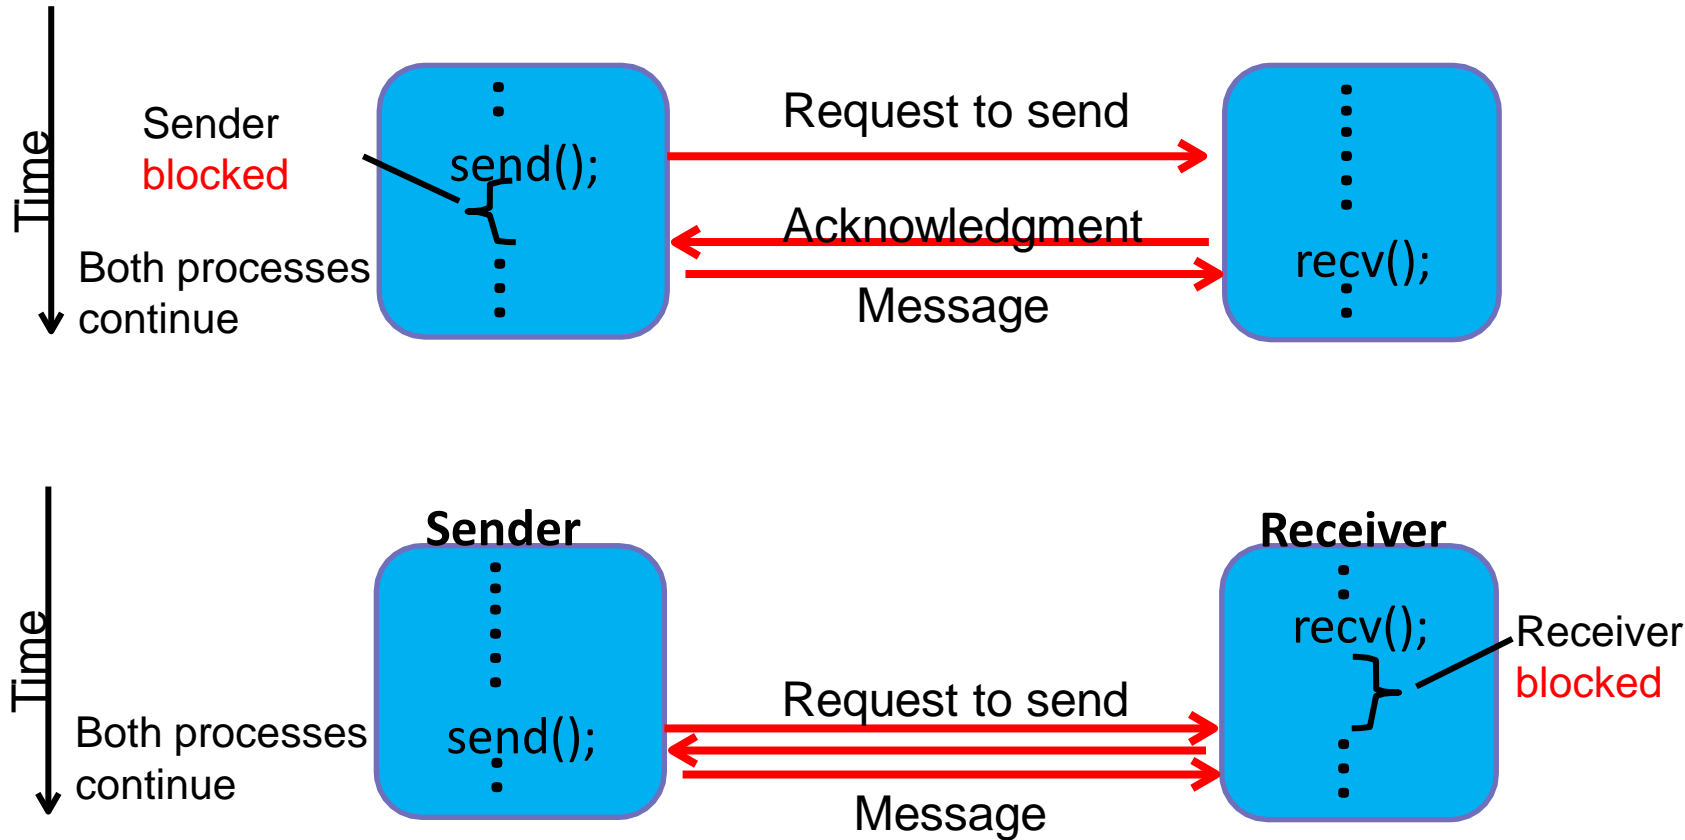 Time
Sender
blocked
Both processes
continue
send();
Request to send
Acknowledgment
Message
recv();
Time
Both processes
continue
Sender
send();
Request to send
Message
Receiver
recv();
Receiver
blocked